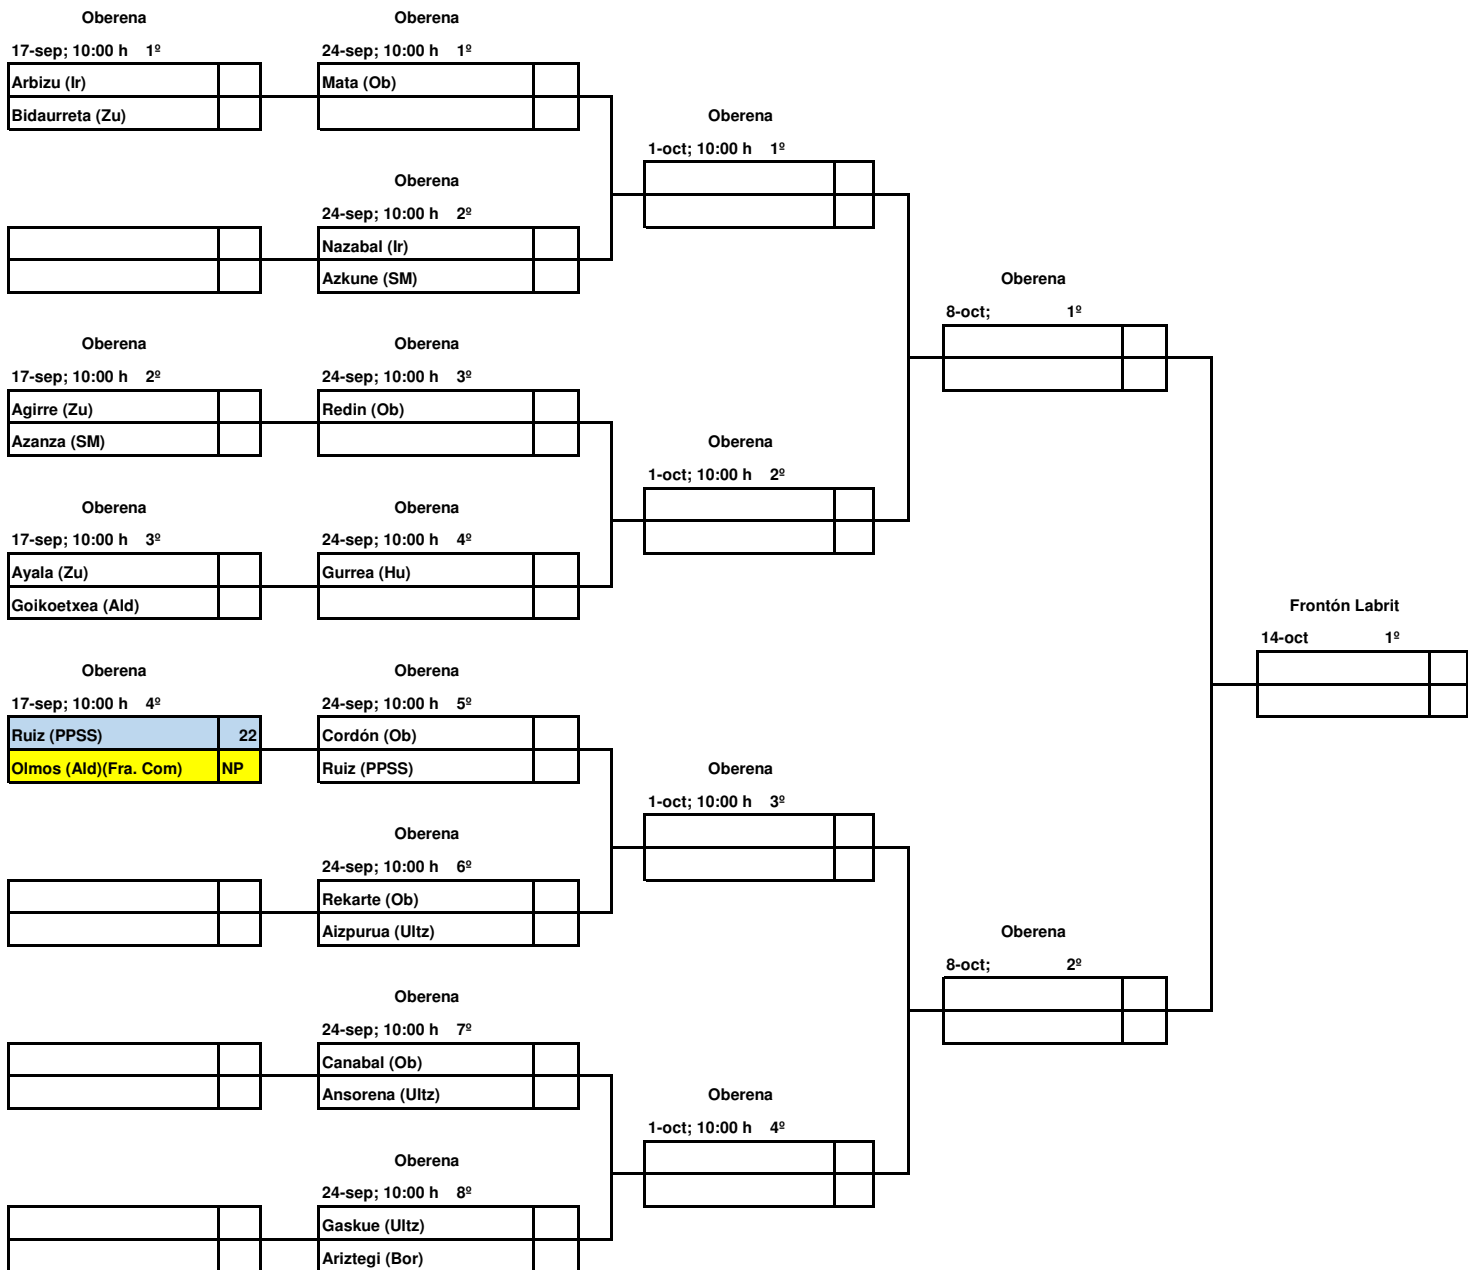 Oberena
Oberena
17-sep; 10:00 h 1º
24-sep; 10:00 h 1º
Arbizu (Ir)
Mata (Ob)
Bidaurreta (Zu)
Oberena
1-oct; 10:00 h 1º
Oberena
24-sep; 10:00 h 2º
Nazabal (Ir)
Azkune (SM)
Oberena
8-oct; 1º
Oberena
Oberena
17-sep; 10:00 h 2º
24-sep; 10:00 h 3º
Agirre (Zu)
Redin (Ob)
Azanza (SM)
Oberena
1-oct; 10:00 h 2º
Oberena
Oberena
17-sep; 10:00 h 3º
24-sep; 10:00 h 4º
Ayala (Zu)
Gurrea (Hu)
Goikoetxea (Ald)
Frontón Labrit
14-oct 1º
Oberena
Oberena
17-sep; 10:00 h 4º
24-sep; 10:00 h 5º
Ruiz (PPSS) 22
Cordón (Ob)
Olmos (Ald)(Fra. Com) NP
Ruiz (PPSS)
Oberena
1-oct; 10:00 h 3º
Oberena
24-sep; 10:00 h 6º
Rekarte (Ob)
Aizpurua (Ultz)
Oberena
8-oct; 2º
Oberena
24-sep; 10:00 h 7º
Canabal (Ob)
Ansorena (Ultz)
Oberena
1-oct; 10:00 h 4º
Oberena
24-sep; 10:00 h 8º
Gaskue (Ultz)
Ariztegi (Bor)